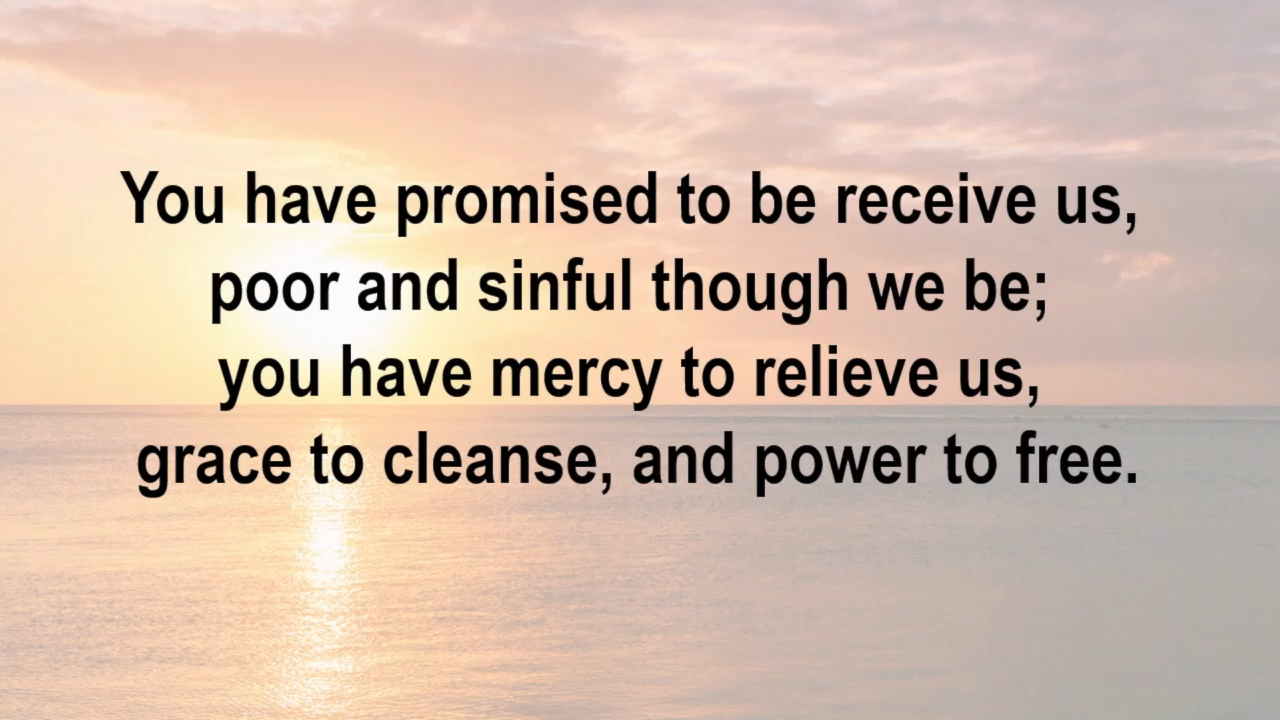 You have promised to be receive us,
poor and sinful though we be;
you have mercy to relieve us,
grace to cleanse, and power to free.